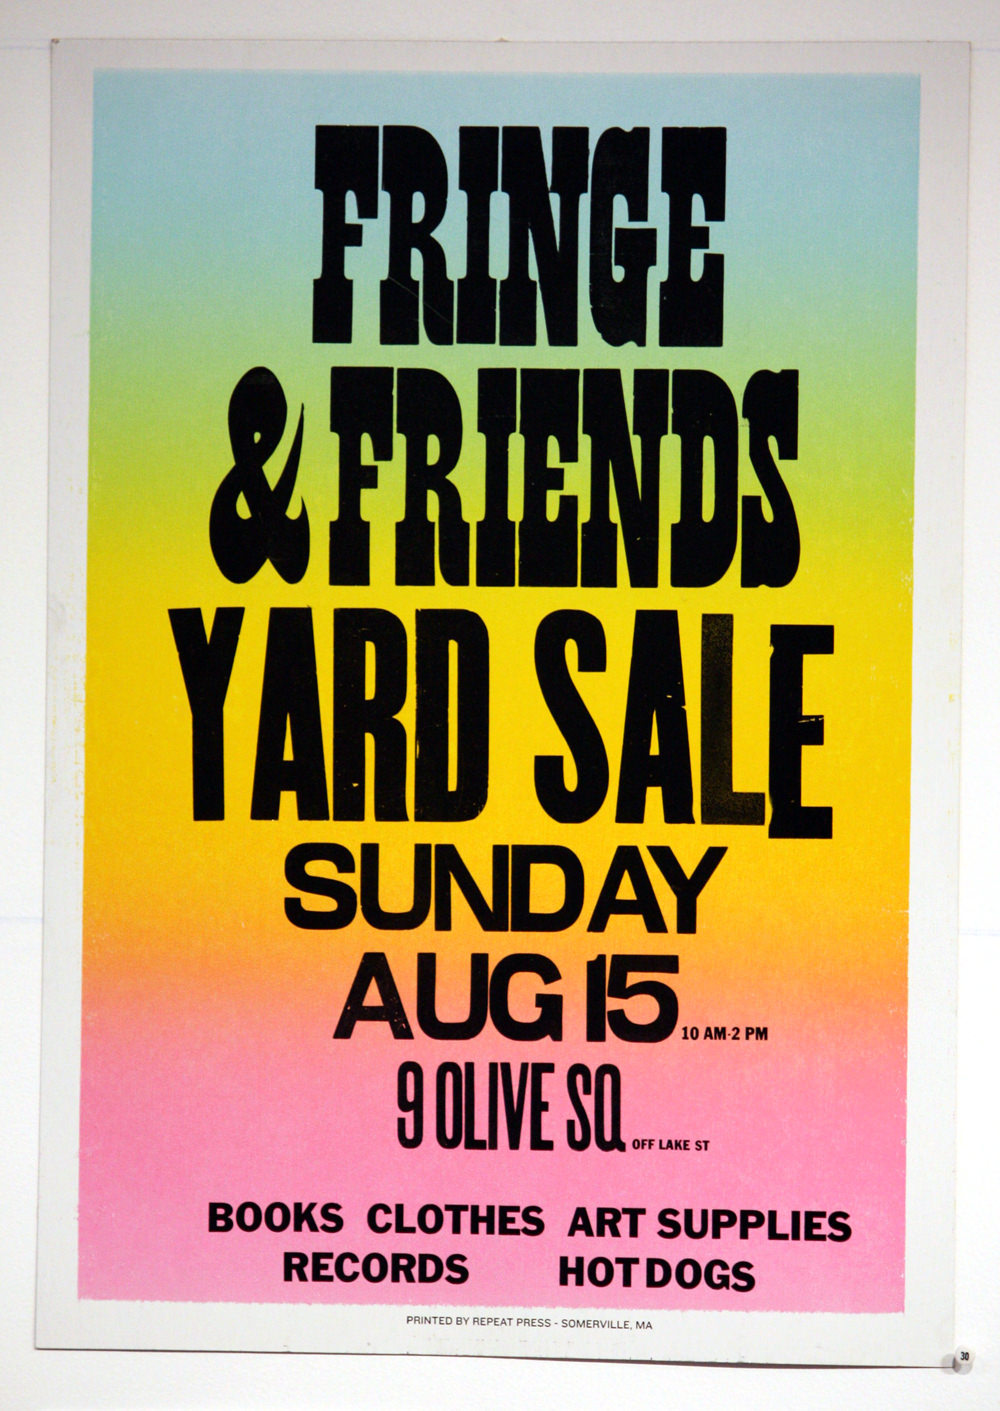 FRINGE
& FRIENDS
YARD SALE
SUNDAY
AUG 15 10 AM-2 PM
9 OLIVE SQ OFF LAKE ST
BOOKS CLOTHES ART SUPPLIES
RECORDS HOT DOGS
PRINTED BY REPEAT PRESS - SOMERVILLE, MA
30